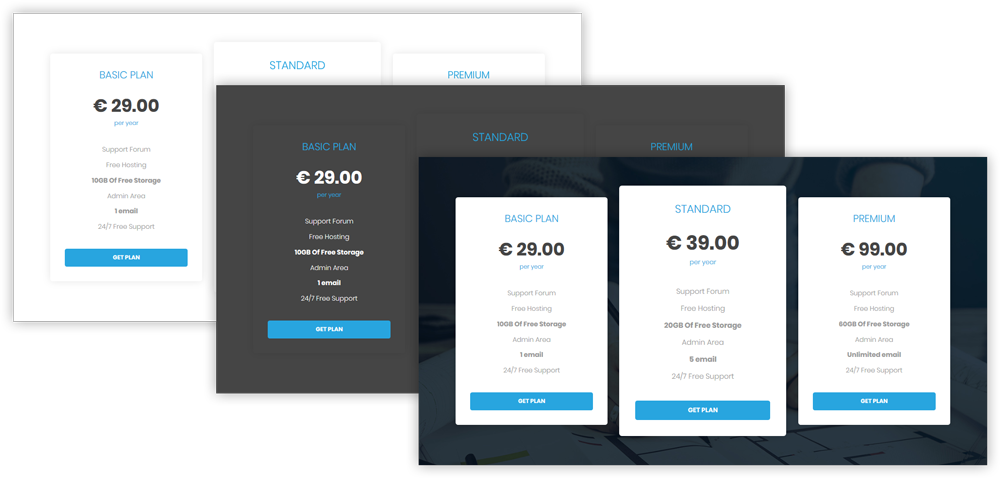 BASIC PLAN
€ 29.00
per year
Support Forum
Free Hosting
10GB Of Free Storage
Admin Area
1 email
24/7 Free Support
GET PLAN
STANDARD
PREMIUM
BASIC PLAN
€ 29.00
per year
Support Forum
Free Hosting
10GB Of Free Storage
Admin Area
1 email
24/7 Free Support
GET PLAN
STANDARD
PREMIUM
BASIC PLAN
€ 29.00
per year
Support Forum
Free Hosting
10GB Of Free Storage
Admin Area
1 email
24/7 Free Support
GET PLAN
STANDARD
€ 39.00
per year
Support Forum
Free Hosting
20GB Of Free Storage
Admin Area
5 email
24/7 Free Support
GET PLAN
PREMIUM
€ 99.00
per year
Support Forum
Free Hosting
60GB Of Free Storage
Admin Area
Unlimited email
24/7 Free Support
GET PLAN